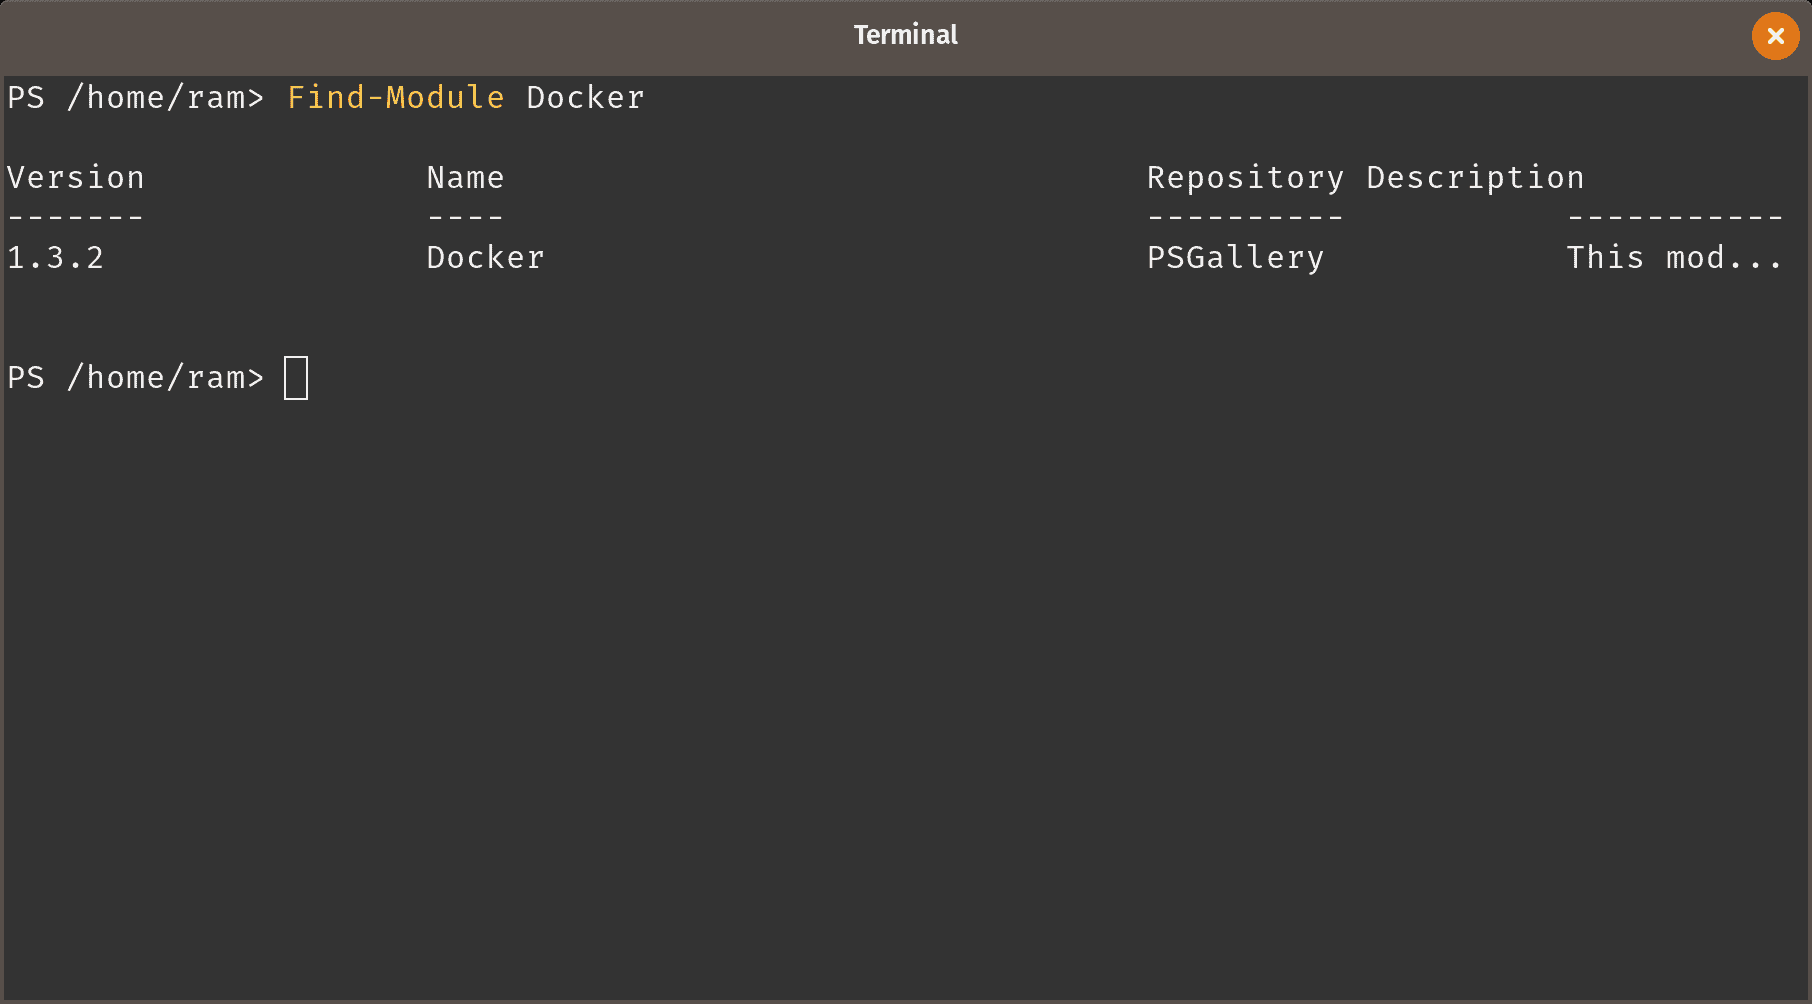 Terminal
PS /home/ram> Find-Module Docker
Version Name Repository Description
------- ---- ---------- -----------
1.3.2 Docker PSGallery This mod...
PS /home/ram>